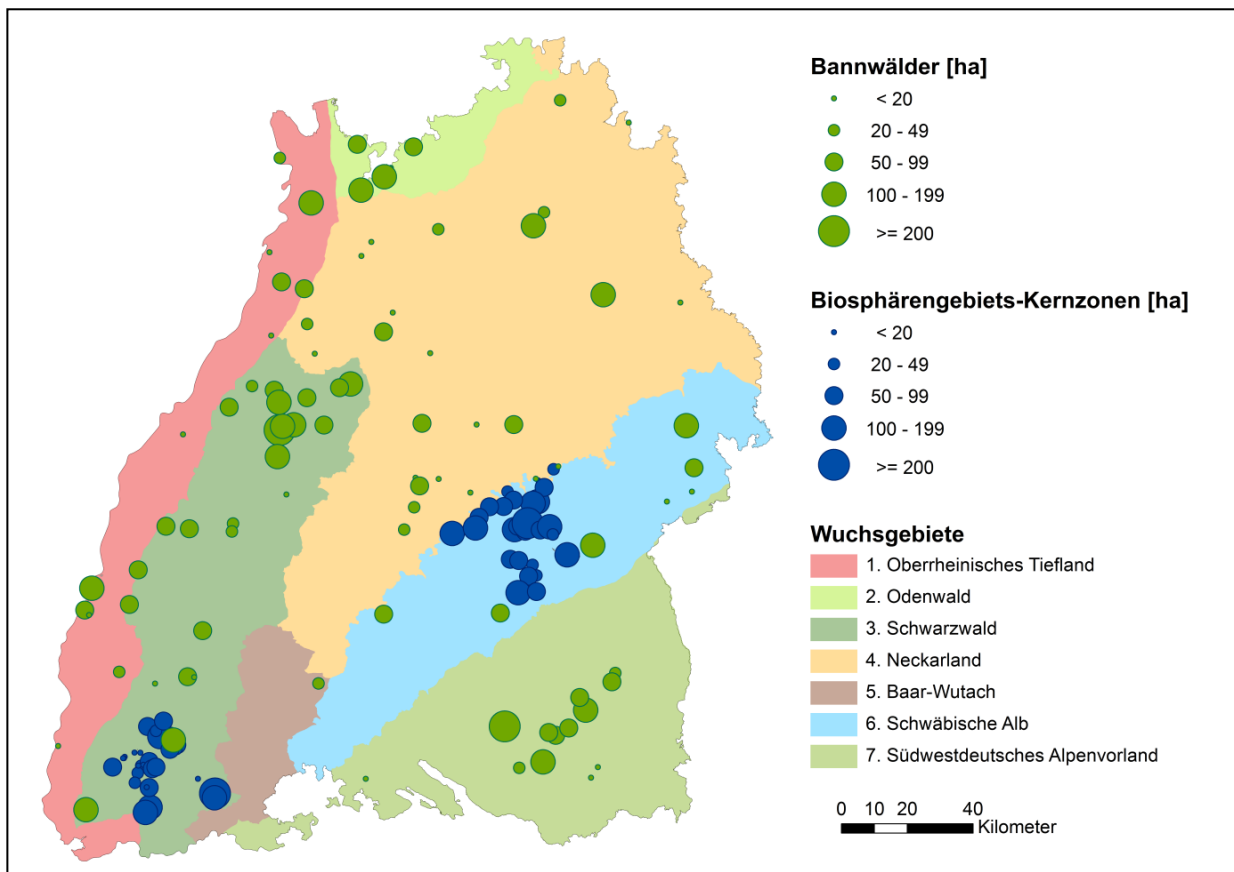 Bannwälder [ha]
< 20
20 - 49
50 - 99
100 - 199
>= 200
Biosphärengebiets-Kernzonen [ha]
< 20
20 - 49
50 - 99
100 - 199
>= 200
Wuchsgebiete
1. Oberrheinisches Tiefland
2. Odenwald
3. Schwarzwald
4. Neckarland
5. Baar-Wutach
6. Schwäbische Alb
7. Südwestdeutsches Alpenvorland
0 10 20 40
Kilometer